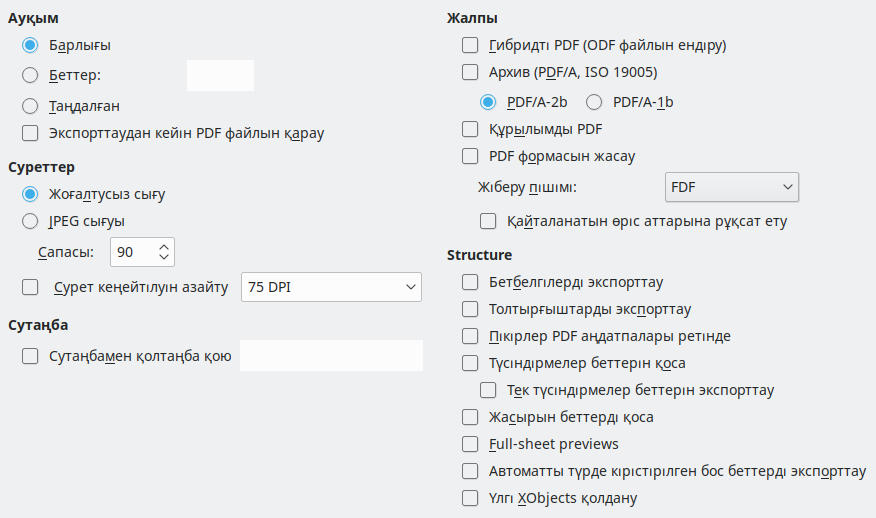 Ауқым
Барлығы
Беттер:
Таңдалған
Экспорттаудан кейін PDF файлын қарау
Суреттер
Жоғалтусыз сығу
JPEG сығуы
Сапасы: 90
Сурет кеңейтілуін азайту 75 DPI
Сутаңба
Сутаңбамен қолтаңба қою
Жалпы
Гибридті PDF (ODF файлын ендіру)
Архив (PDF/A, ISO 19005)
PDF/A-2b PDF/A-1b
Құрылымды PDF
PDF формасын жасау
Жіберу пішімі: FDF
Қайталанатын өріс аттарына рұқсат ету
Structure
Бетбелгілерді экспорттау
Толтырғыштарды экспорттау
Пікірлер PDF аңдатпалары ретінде
Түсіндірмелер беттерін қоса
Тек түсіндірмелер беттерін экспорттау
Жасырын беттерді қоса
Full-sheet previews
Автоматты түрде кірістірілген бос беттерді экспорттау
Үлгі XObjects қолдану